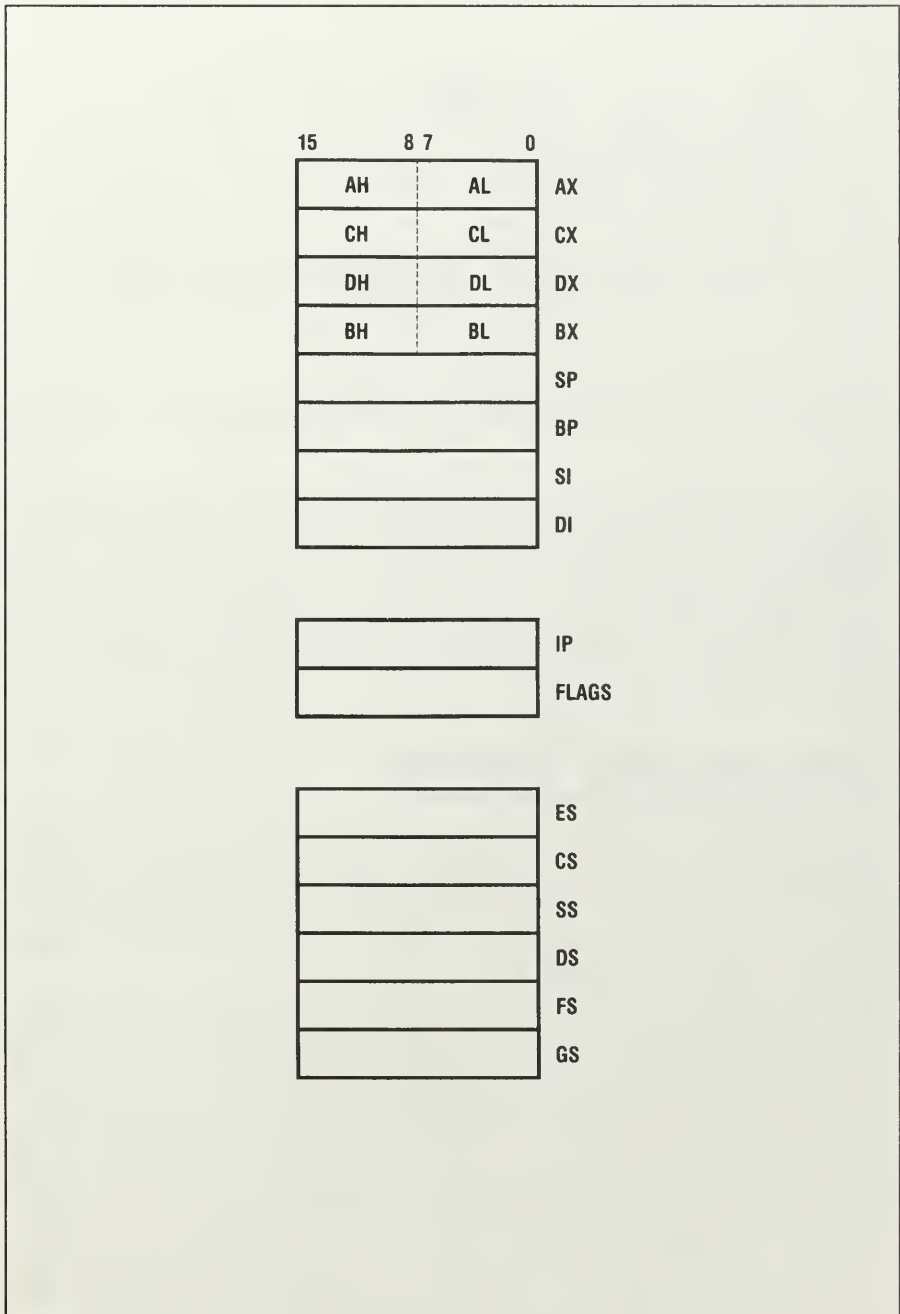 15 8 7 0
AH AL AX
CH CL CX
DH DL DX
BH BL BX
SP
BP
SI
DI
IP
FLAGS
ES
CS
SS
DS
FS
GS